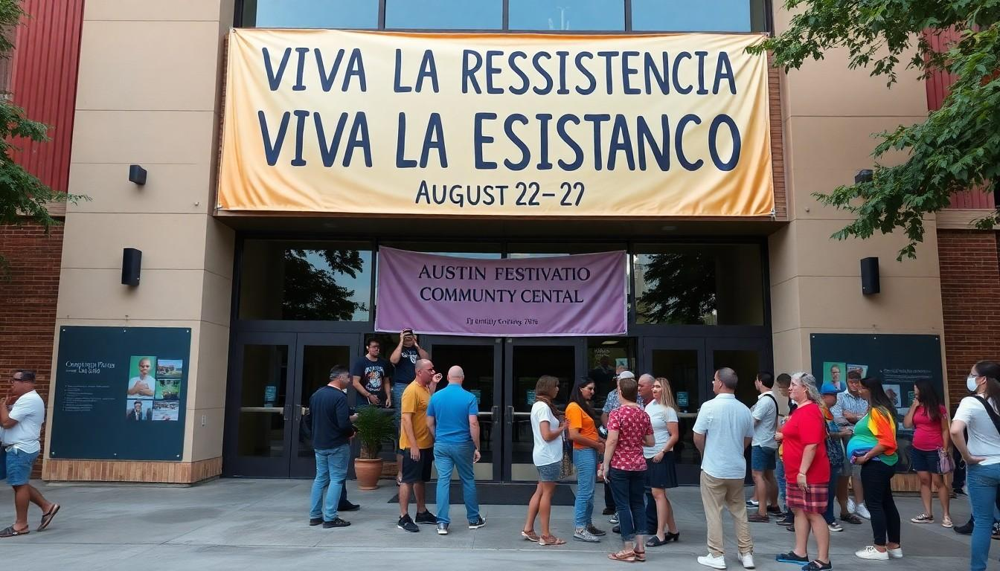 VIVA LA RESSISTENCIA
VIVA LA ESISTANCO
AUGUST 22-27
AUSTIN FESTIVATIO
COMMUNTY CENTAL